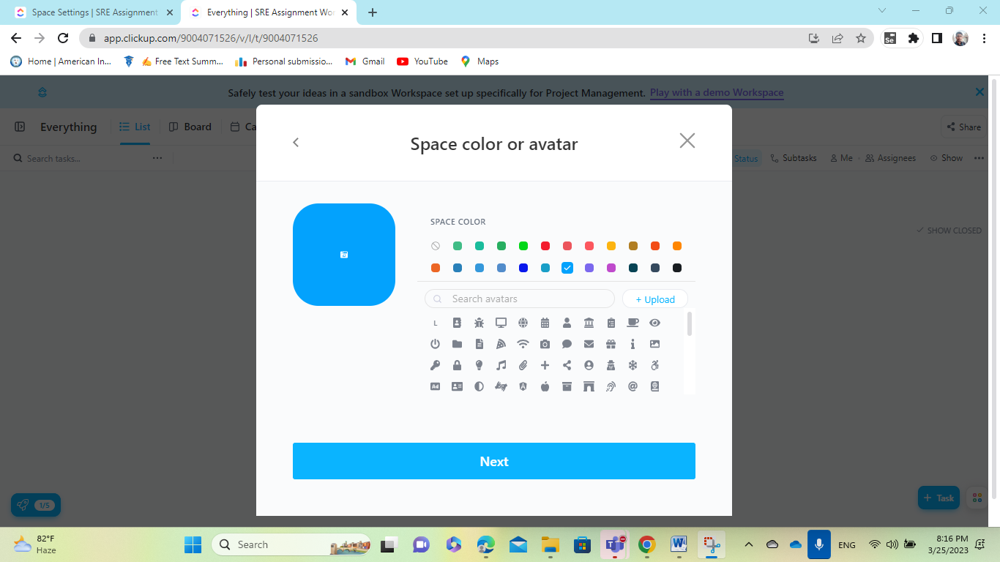 Space Settings | SRE Assignment
Everything | SRE Assignment Wor
app.clickup.com/9004071526/v/l/t/9004071526
Se
Home | American In...
Free Text Summ...
Personal submissio...
Gmail
YouTube
Maps
Safely test your ideas in a sandbox Workspace set up specifically for Project Management. Play with a demo Workspace
Everything
List
Board
Ca
Share
Search tasks...
Status
Subtasks
Me
Assignees
Show
Space color or avatar
SHOW CLOSED
SPACE COLOR
Search avatars
+ Upload
L
Ad
Next
1/5
+ Task
82°F
Haze
Search
ENG
8:16 PM
3/25/2023